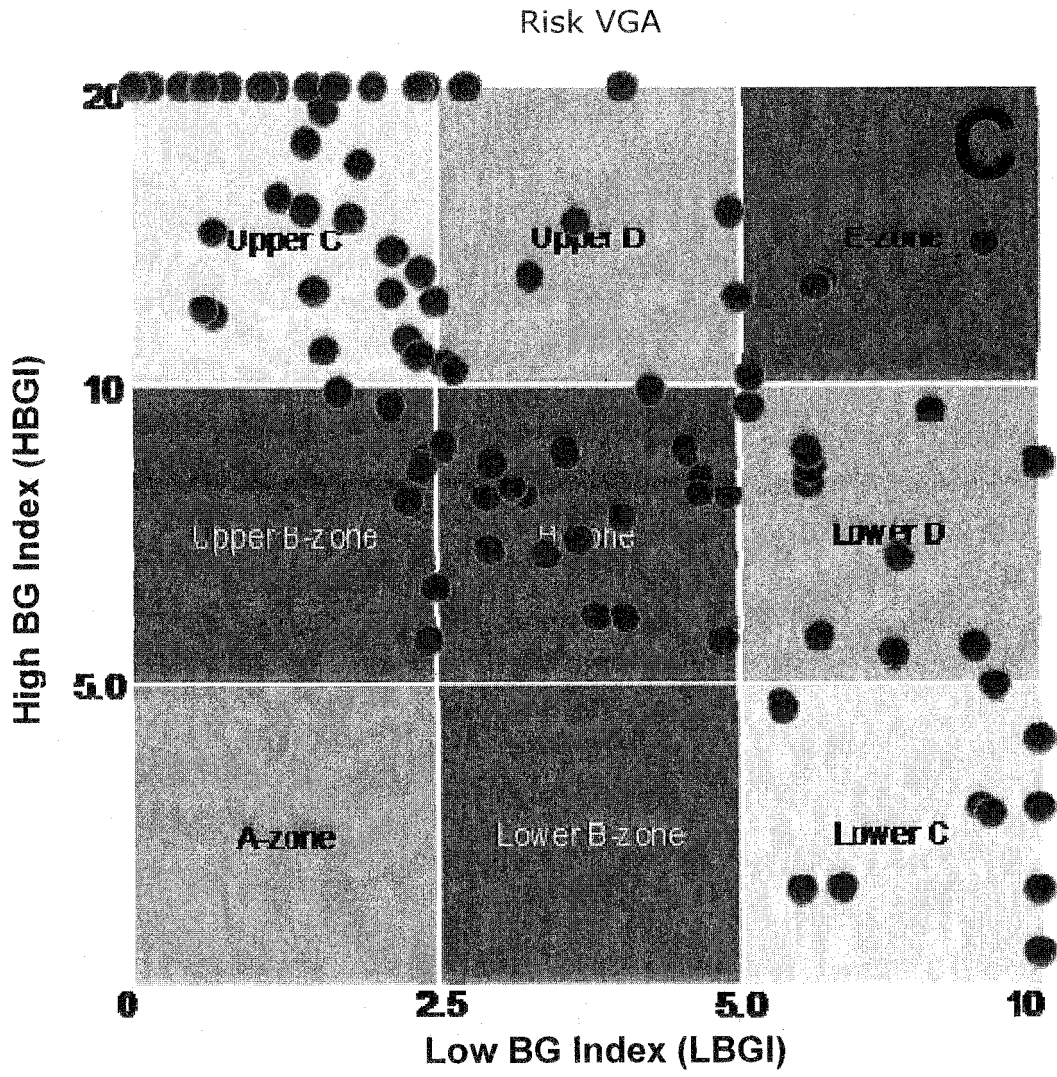 Risk VGA
20
C
Upper C
Upper D
E-zone
High BG Index (HBGI)
10
Upper B-zone
Lower D
5.0
A-zone
Lower B-zone
Lower C
0
2.5
5.0
10
Low BG Index (LBGI)